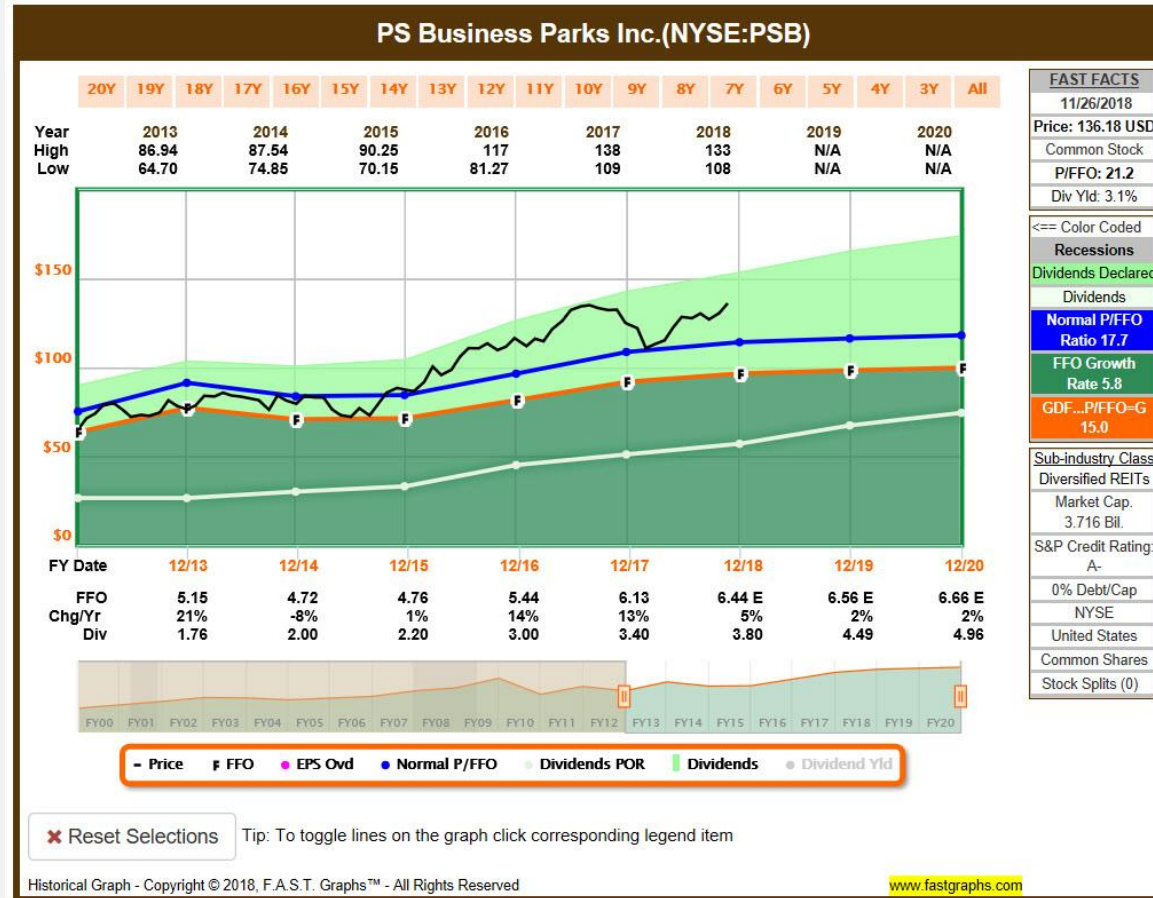 PS Business Parks Inc.(NYSE:PSB)
20Y 19Y 18Y 17Y 16Y 15Y 14Y 13Y 12Y 11Y 10Y 9Y 8Y 7Y 6Y 5Y 4Y 3Y All
Year 2013 2014 2015 2016 2017 2018 2019 2020
High 86.94 87.54 90.25 117 138 133 N/A N/A
Low 64.70 74.85 70.15 81.27 109 108 N/A N/A
$150
$100
$50
$0
F F F F F F F F F
FY Date 12/13 12/14 12/15 12/16 12/17 12/18 12/19 12/20
FFO 5.15 4.72 4.76 5.44 6.13 6.44 E 6.56 E 6.66 E
Chg/Yr 21% -8% 1% 14% 13% 5% 2% 2%
Div 1.76 2.00 2.20 3.00 3.40 3.80 4.49 4.96
FY00 FY01 FY02 FY03 FY04 FY05 FY06 FY07 FY08 FY09 FY10 FY11 FY12 FY13 FY14 FY15 FY16 FY17 FY18 FY19 FY20
Price F FFO EPS Ovd Normal P/FFO Dividends POR Dividends Dividend Yld
Reset Selections Tip: To toggle lines on the graph click corresponding legend item
Historical Graph - Copyright © 2018, F.A.S.T. Graphs™ - All Rights Reserved www.fastgraphs.com
FAST FACTS
11/26/2018
Price: 136.18 USD
Common Stock
P/FFO: 21.2
Div Yld: 3.1%
<== Color Coded
Recessions
Dividends Declared
Dividends
Normal P/FFO
Ratio 17.7
FFO Growth
Rate 5.8
GDF...P/FFO=G
15.0
Sub-industry Class
Diversified REITs
Market Cap.
3.716 Bil.
S&P Credit Rating:
A-
0% Debt/Cap
NYSE
United States
Common Shares
Stock Splits (0)